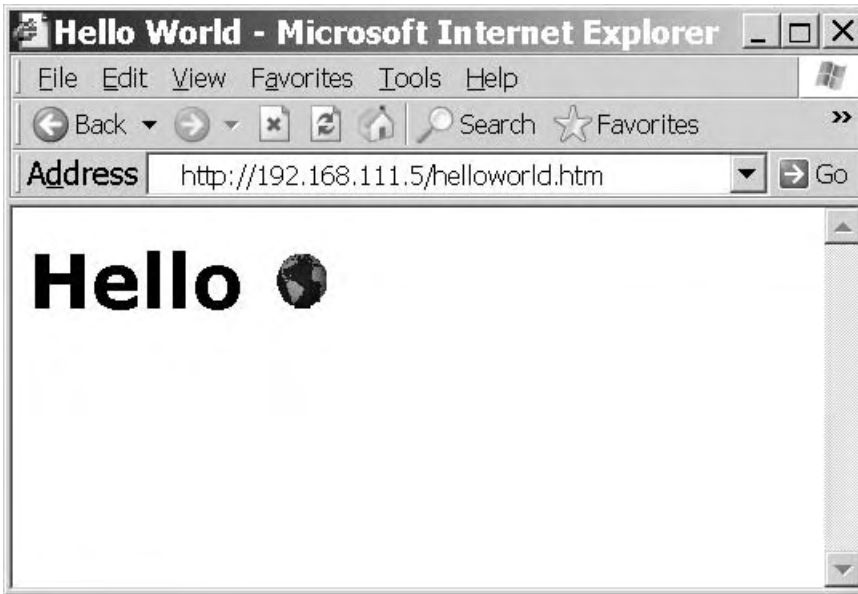 Hello World - Microsoft Internet Explorer
File Edit View Favorites Tools Help
Back Search Favorites »
Address http://192.168.111.5/helloworld.htm Go
Hello